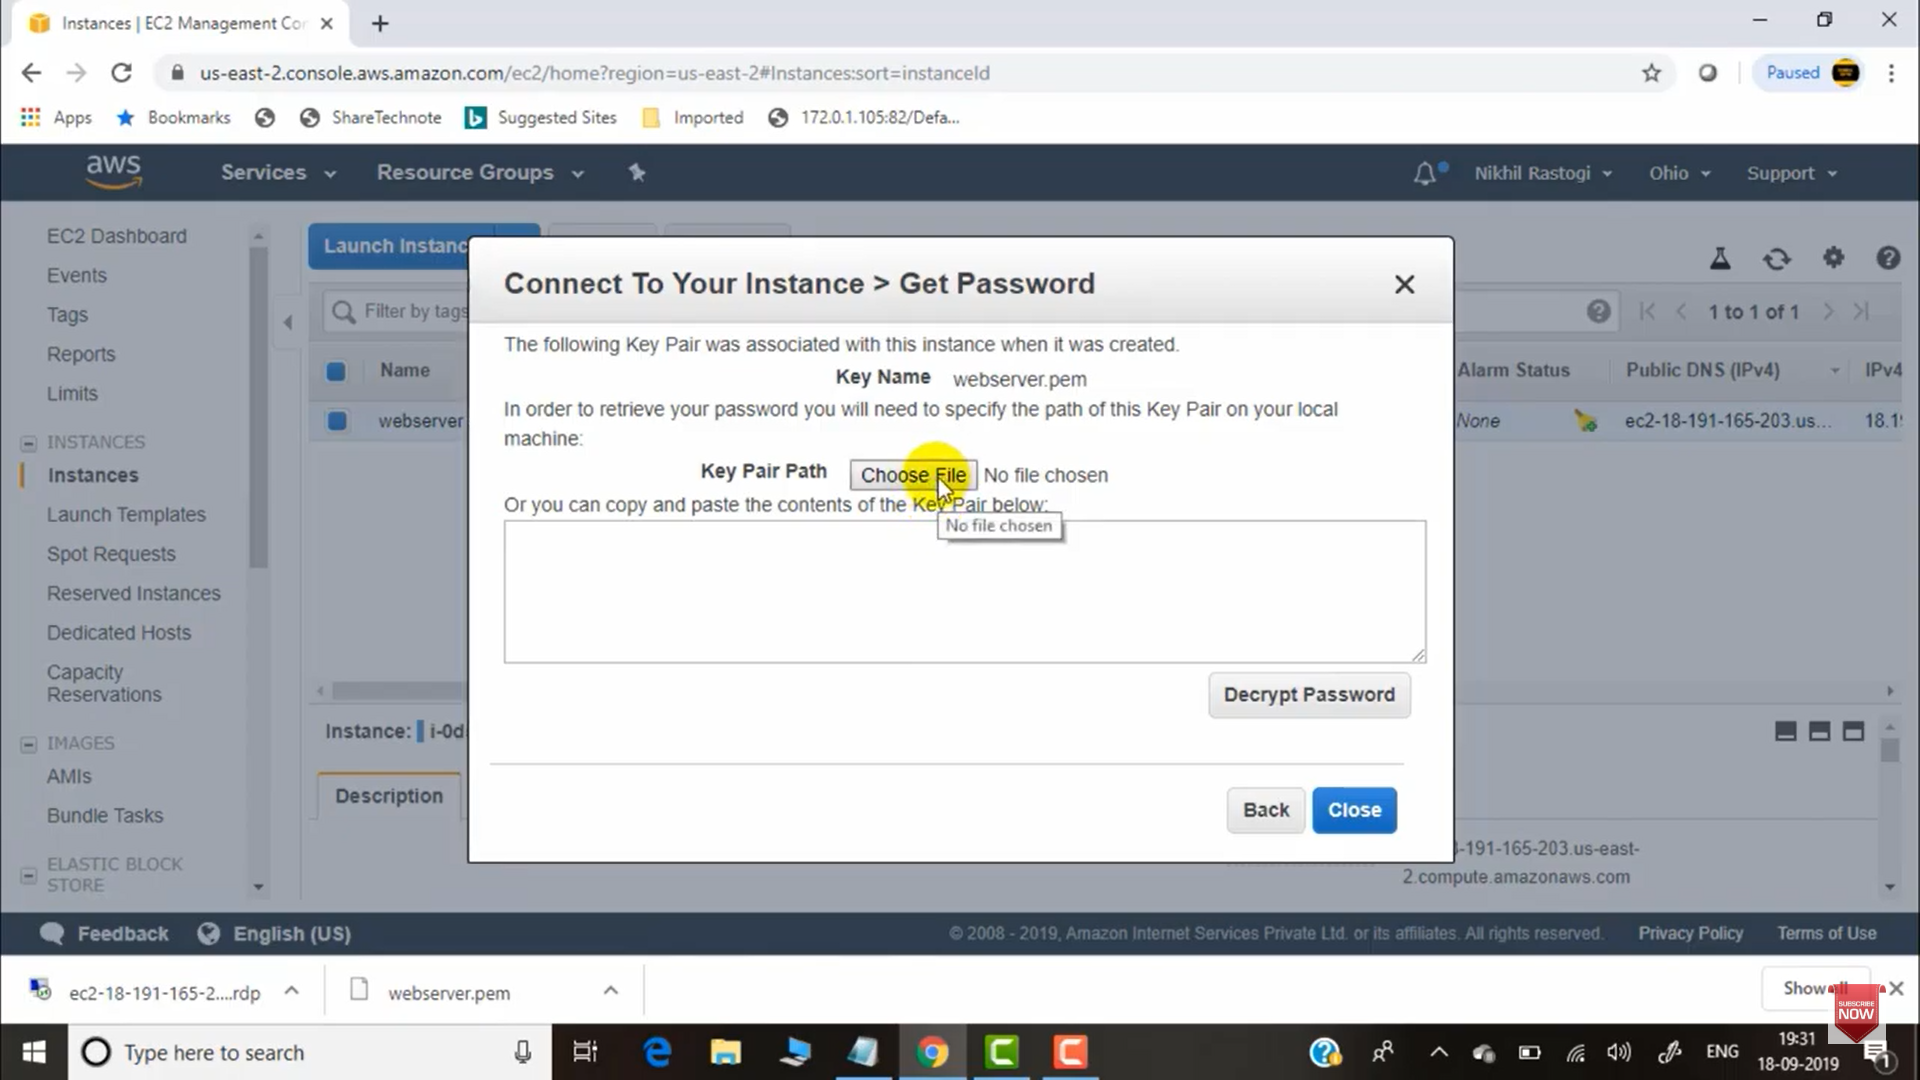 Instances | EC2 Management Co
us-east-2.console.aws.amazon.com/ec2/home?region=us-east-2#Instances:sort=instanceId
Paused
Apps
Bookmarks
ShareTechnote
Suggested Sites
Imported
172.0.1.105:82/Defa...
aws
Services
Resource Groups
Nikhil Rastogi
Ohio
Support
EC2 Dashboard
Events
Tags
Reports
Limits
INSTANCES
Instances
Launch Templates
Spot Requests
Reserved Instances
Dedicated Hosts
Capacity
Reservations
IMAGES
AMIs
Bundle Tasks
ELASTIC BLOCK
STORE
Launch Instanc
Filter by tags
1 to 1 of 1
Name
Alarm Status
Public DNS (IPv4)
IPv4
webserver
None
ec2-18-191-165-203.us...
18.19
Connect To Your Instance > Get Password
The following Key Pair was associated with this instance when it was created.
Key Name webserver.pem
In order to retrieve your password you will need to specify the path of this Key Pair on your local
machine:
Key Pair Path Choose File No file chosen
Or you can copy and paste the contents of the Key Pair below:
No file chosen
Decrypt Password
Back
Close
Instance: i-0d
Description
-191-165-203.us-east-
2.compute.amazonaws.com
Feedback
English (US)
© 2008 - 2019, Amazon Internet Services Private Ltd. or its affiliates. All rights reserved.
Privacy Policy
Terms of Use
ec2-18-191-165-2....rdp
webserver.pem
Show all
SUBSCRIBE
NOW
Type here to search
ENG
19:31
18-09-2019
1